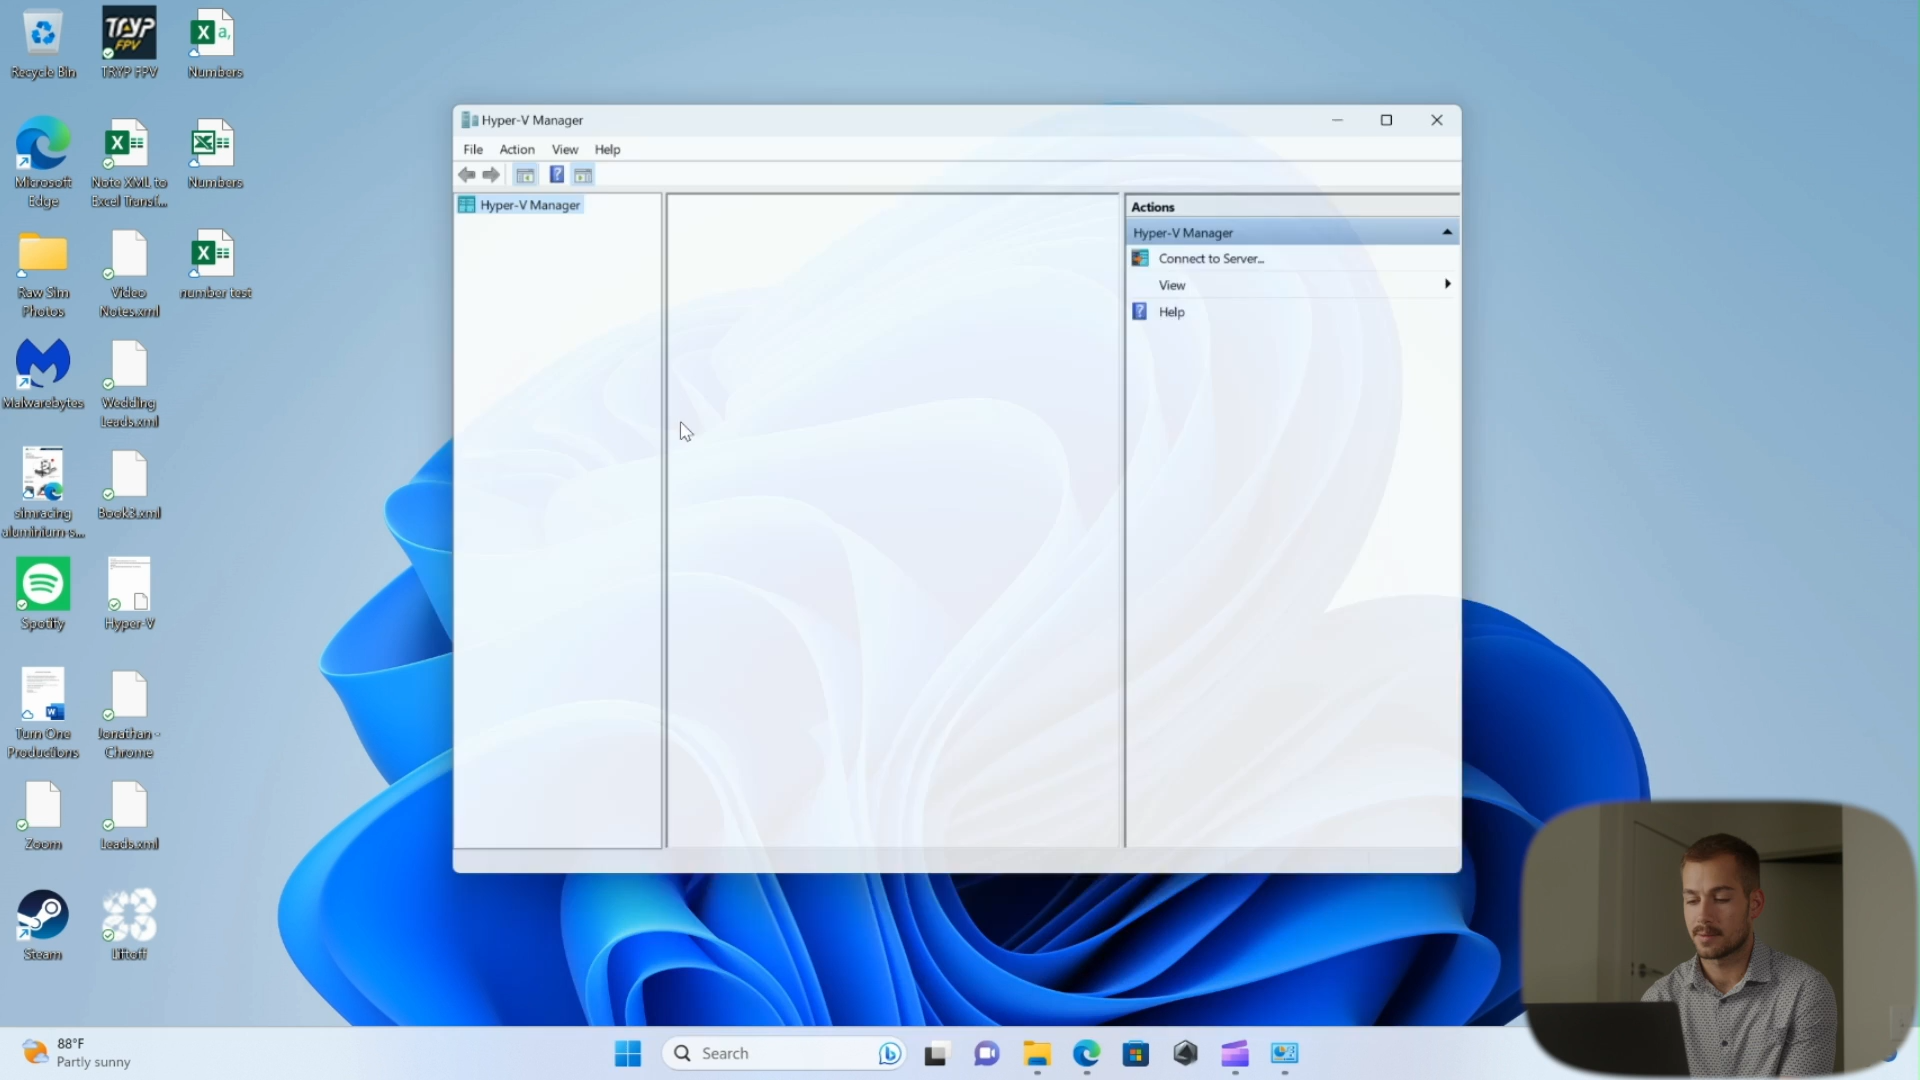 Recycle Bin
TRYP FPV
Numbers
TRYP
FPV
Microsoft
Edge
Note XML to
Excel Transf...
Numbers
Raw Sim
Photos
Video
Notes.xml
number test
Malwarebytes
Wedding
Leads.xml
simracing
aluminium-s...
Book3.xml
Spotify
Hyper-V
Turn One
Productions
Jonathan -
Chrome
Zoom
Leads.xml
Steam
Liftoff
Hyper-V Manager
File Action View Help
Hyper-V Manager
Actions
Hyper-V Manager
Connect to Server...
View
Help
88°F
Partly sunny
Search